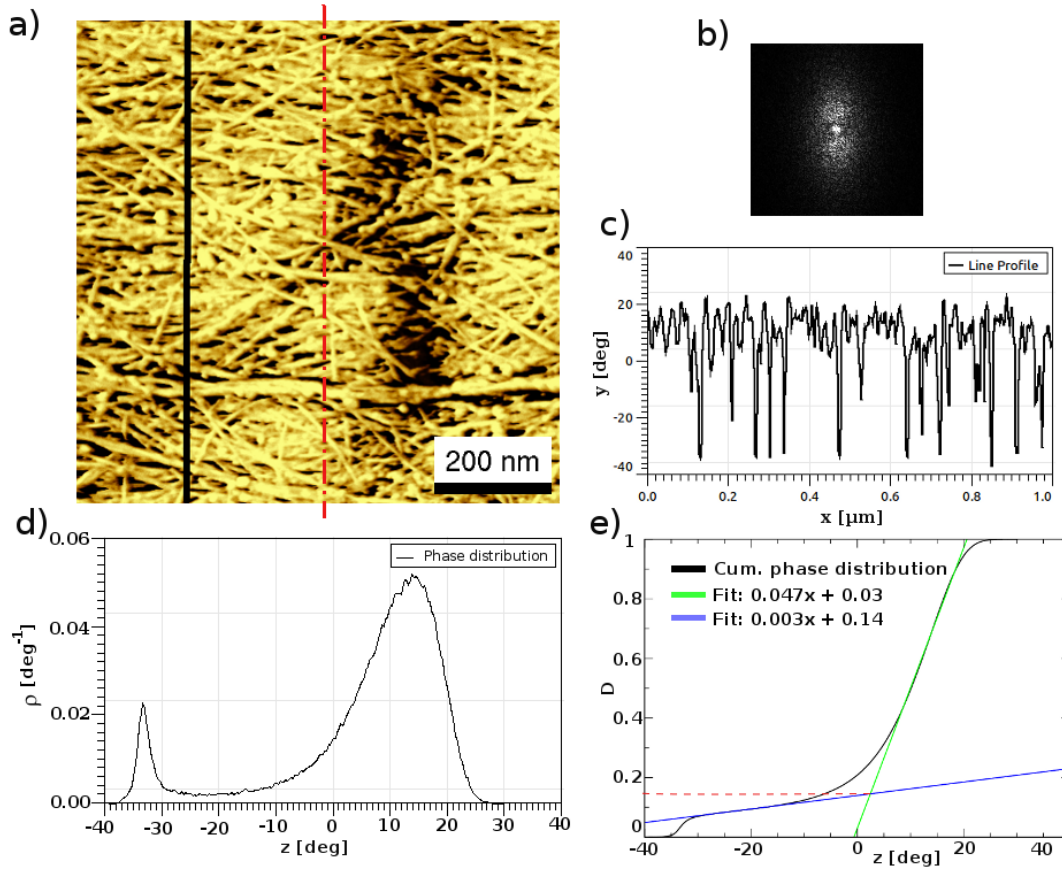 a)
200 nm
b)
c)
40
20
0
-20
-40
y [deg]
Line Profile
0.0 0.2 0.4 0.6 0.8 1.0
x [µm]
d)
0.06
0.04
0.02
0.00
ρ [deg-1]
Phase distribution
-40 -30 -20 -10 0 10 20 30 40
z [deg]
e)
1
0.8
0.6
0.4
0.2
0
D
Cum. phase distribution
Fit: 0.047x + 0.03
Fit: 0.003x + 0.14
-40 -20 0 20 40
z [deg]